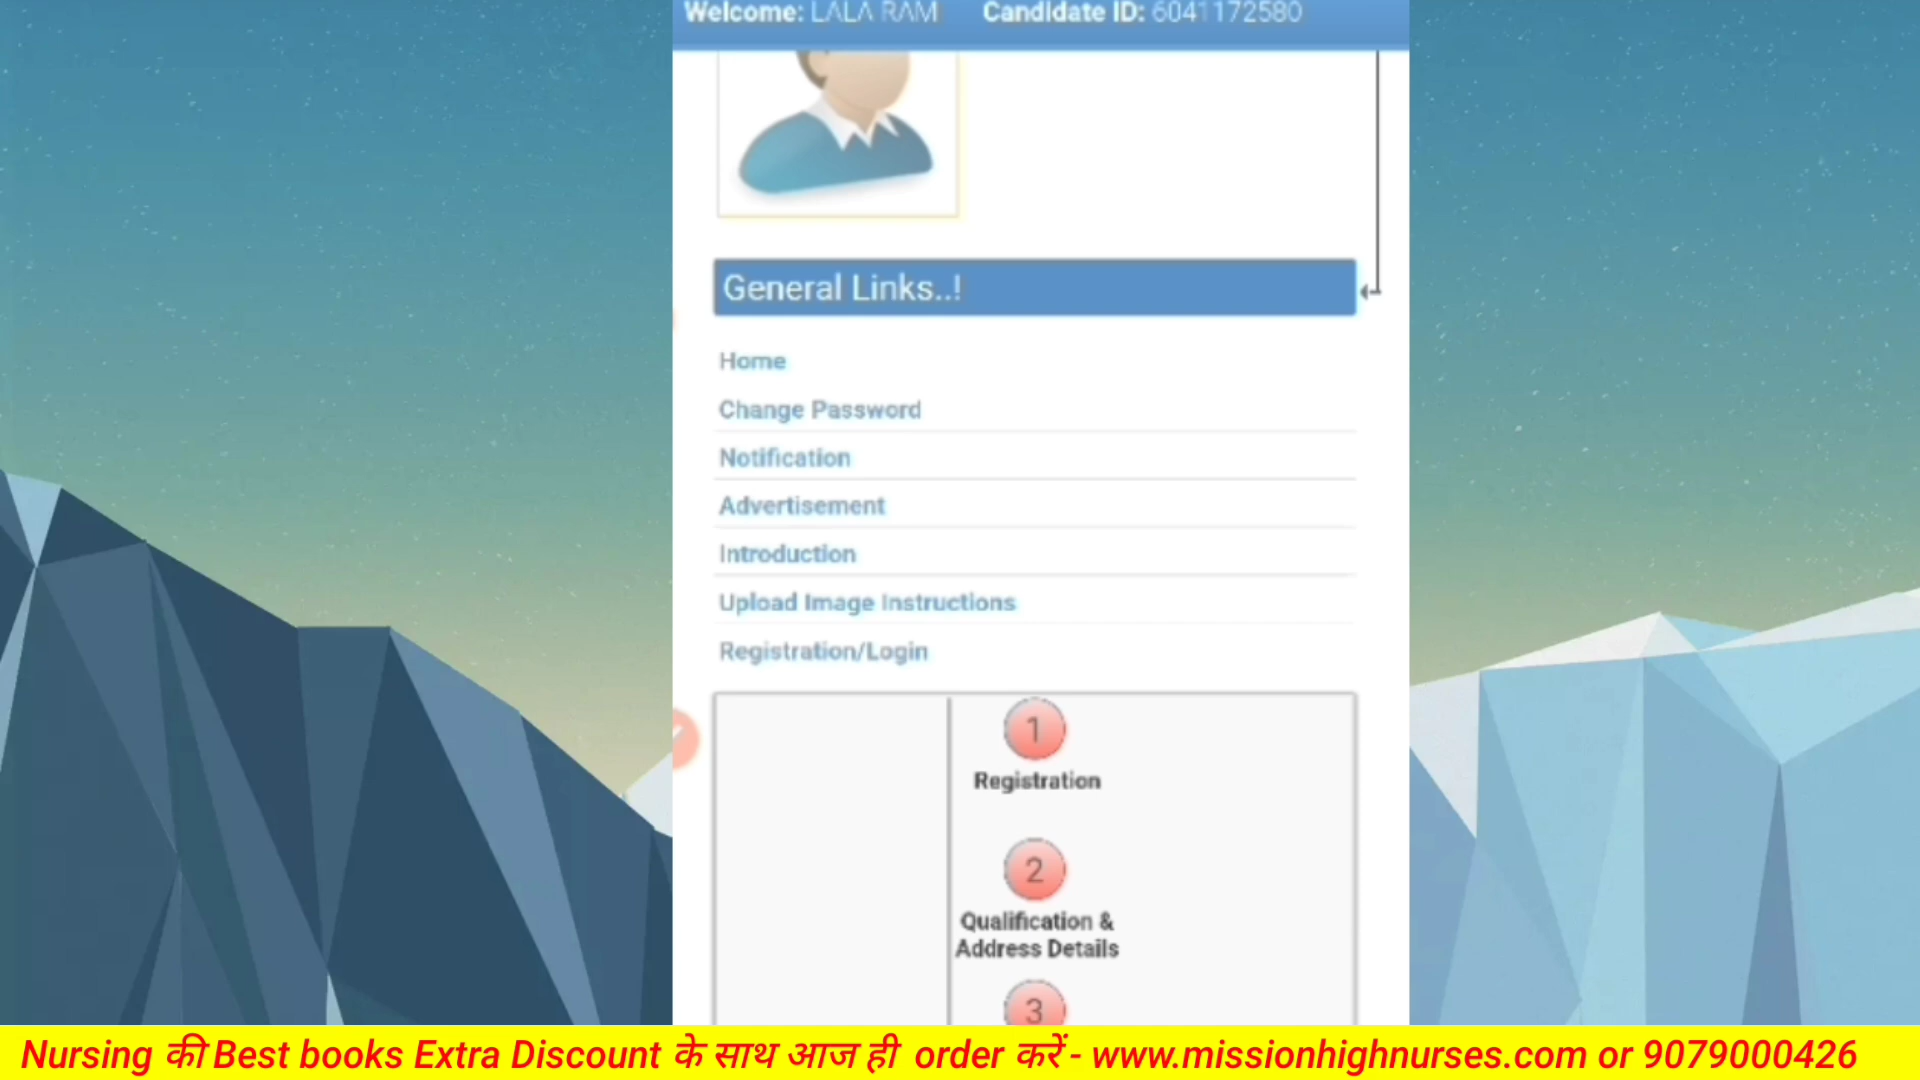 Welcome: LALA RAM Candidate ID: 6041172580
General Links..!
Home
Change Password
Notification
Advertisement
Introduction
Upload Image Instructions
Registration/Login
1
Registration
2
Qualification &
Address Details
3
Nursing की Best books Extra Discount के साथ आज ही order करें - www.missionhighnurses.com or 9079000426